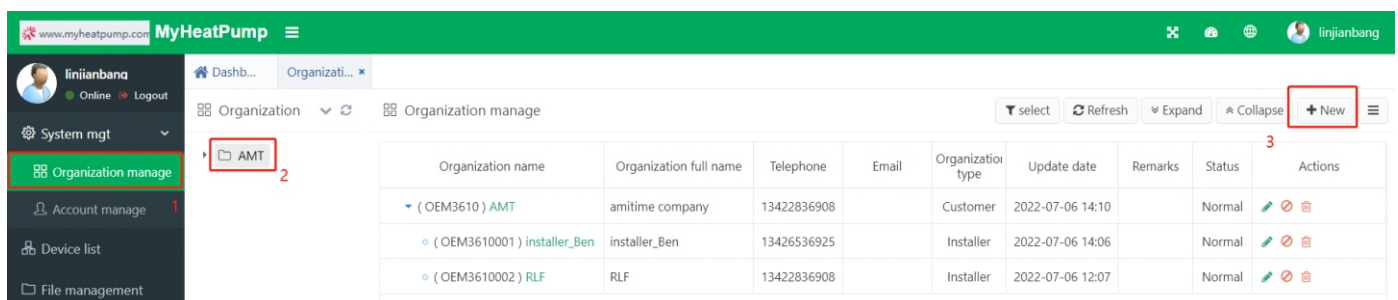 www.myheatpump.com MyHeatPump linjianbang
linjianbang
Online Logout
Dashb... Organizati... ×
Organization
Organization manage
select Refresh Expand Collapse + New
3
System mgt
AMT
2
Organization manage
1
Account manage
Device list
File management
Organization name Organization full name Telephone Email Organization type Update date Remarks Status Actions
( OEM3610 ) AMT amitime company 13422836908 Customer 2022-07-06 14:10 Normal
( OEM3610001 ) installer_Ben installer_Ben 13426536925 Installer 2022-07-06 14:06 Normal
( OEM3610002 ) RLF RLF 13422836908 Installer 2022-07-06 12:07 Normal